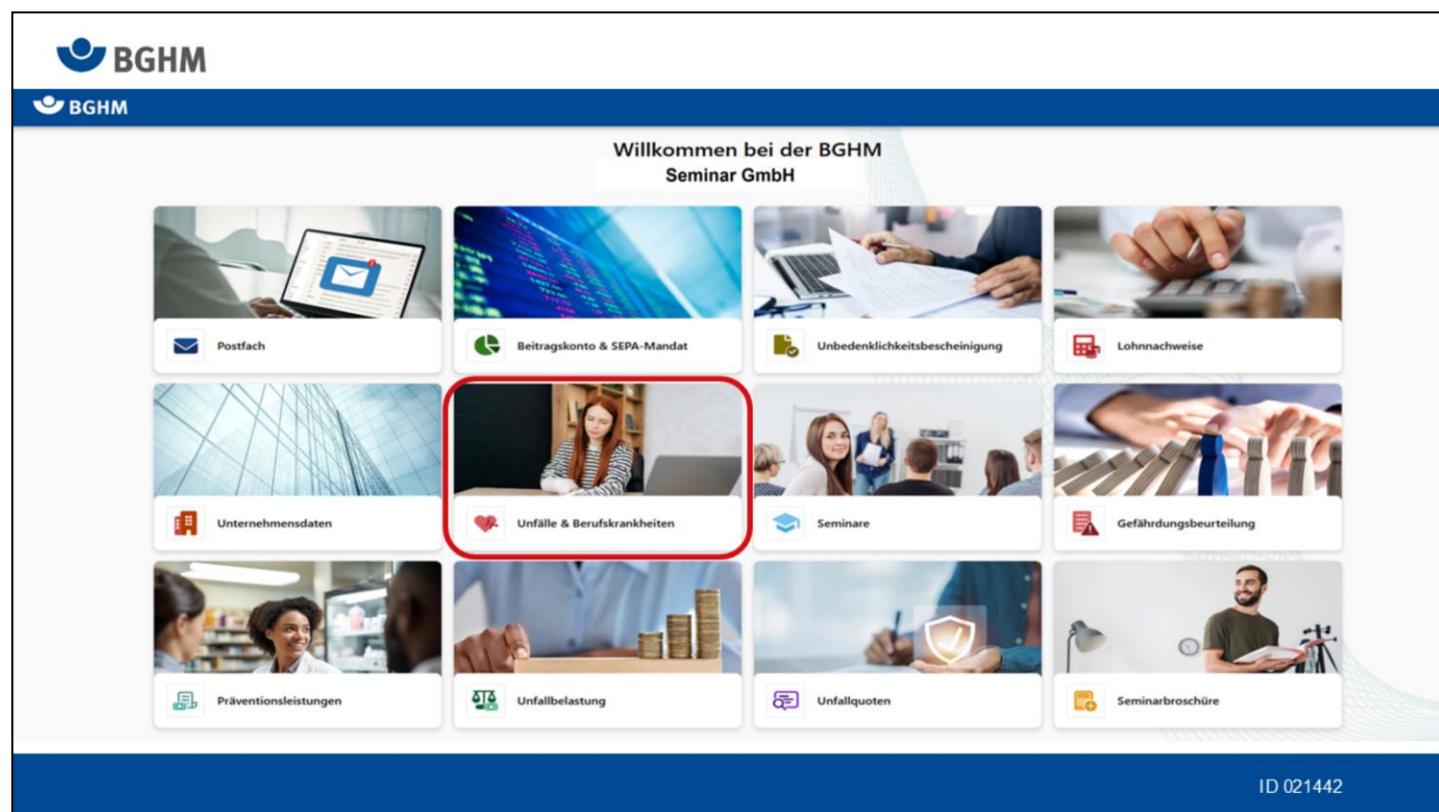 BGHM
BGHM
Willkommen bei der BGHM
Seminar GmbH
Postfach
Beitragskonto & SEPA-Mandat
Unbedenklichkeitsbescheinigung
Lohnnachweise
Unternehmensdaten
Unfälle & Berufskrankheiten
Seminare
Gefährdungsbeurteilung
Präventionsleistungen
Unfallbelastung
Unfallquoten
Seminarbroschüre
ID 021442